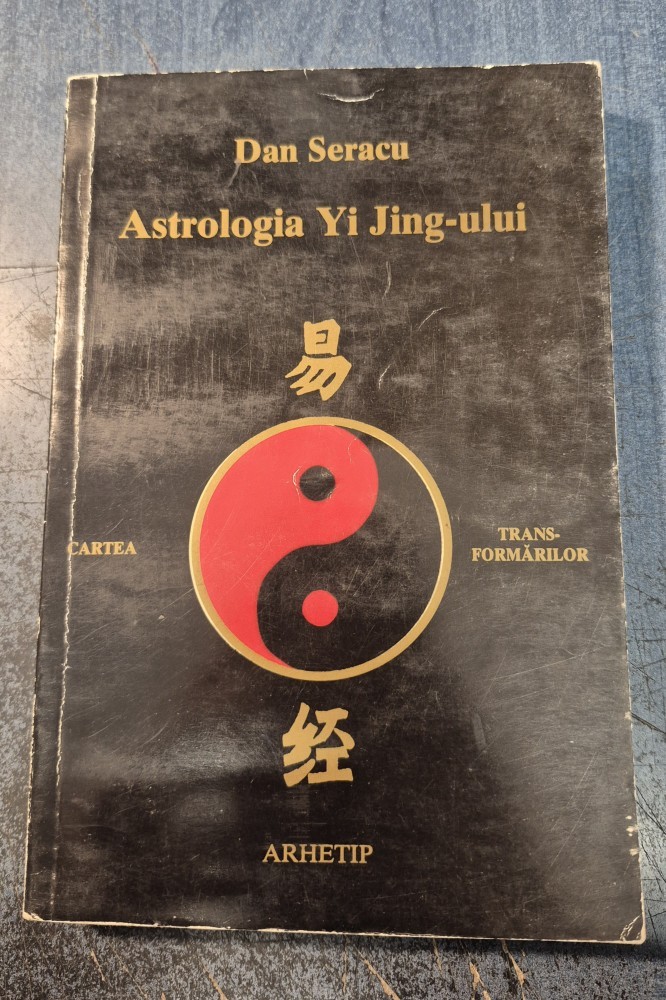 Dan Seracu
Astrologia Yi Jing-ului
易
CARTEA
TRANS-
FORMĂRILOR
经
ARHETIP